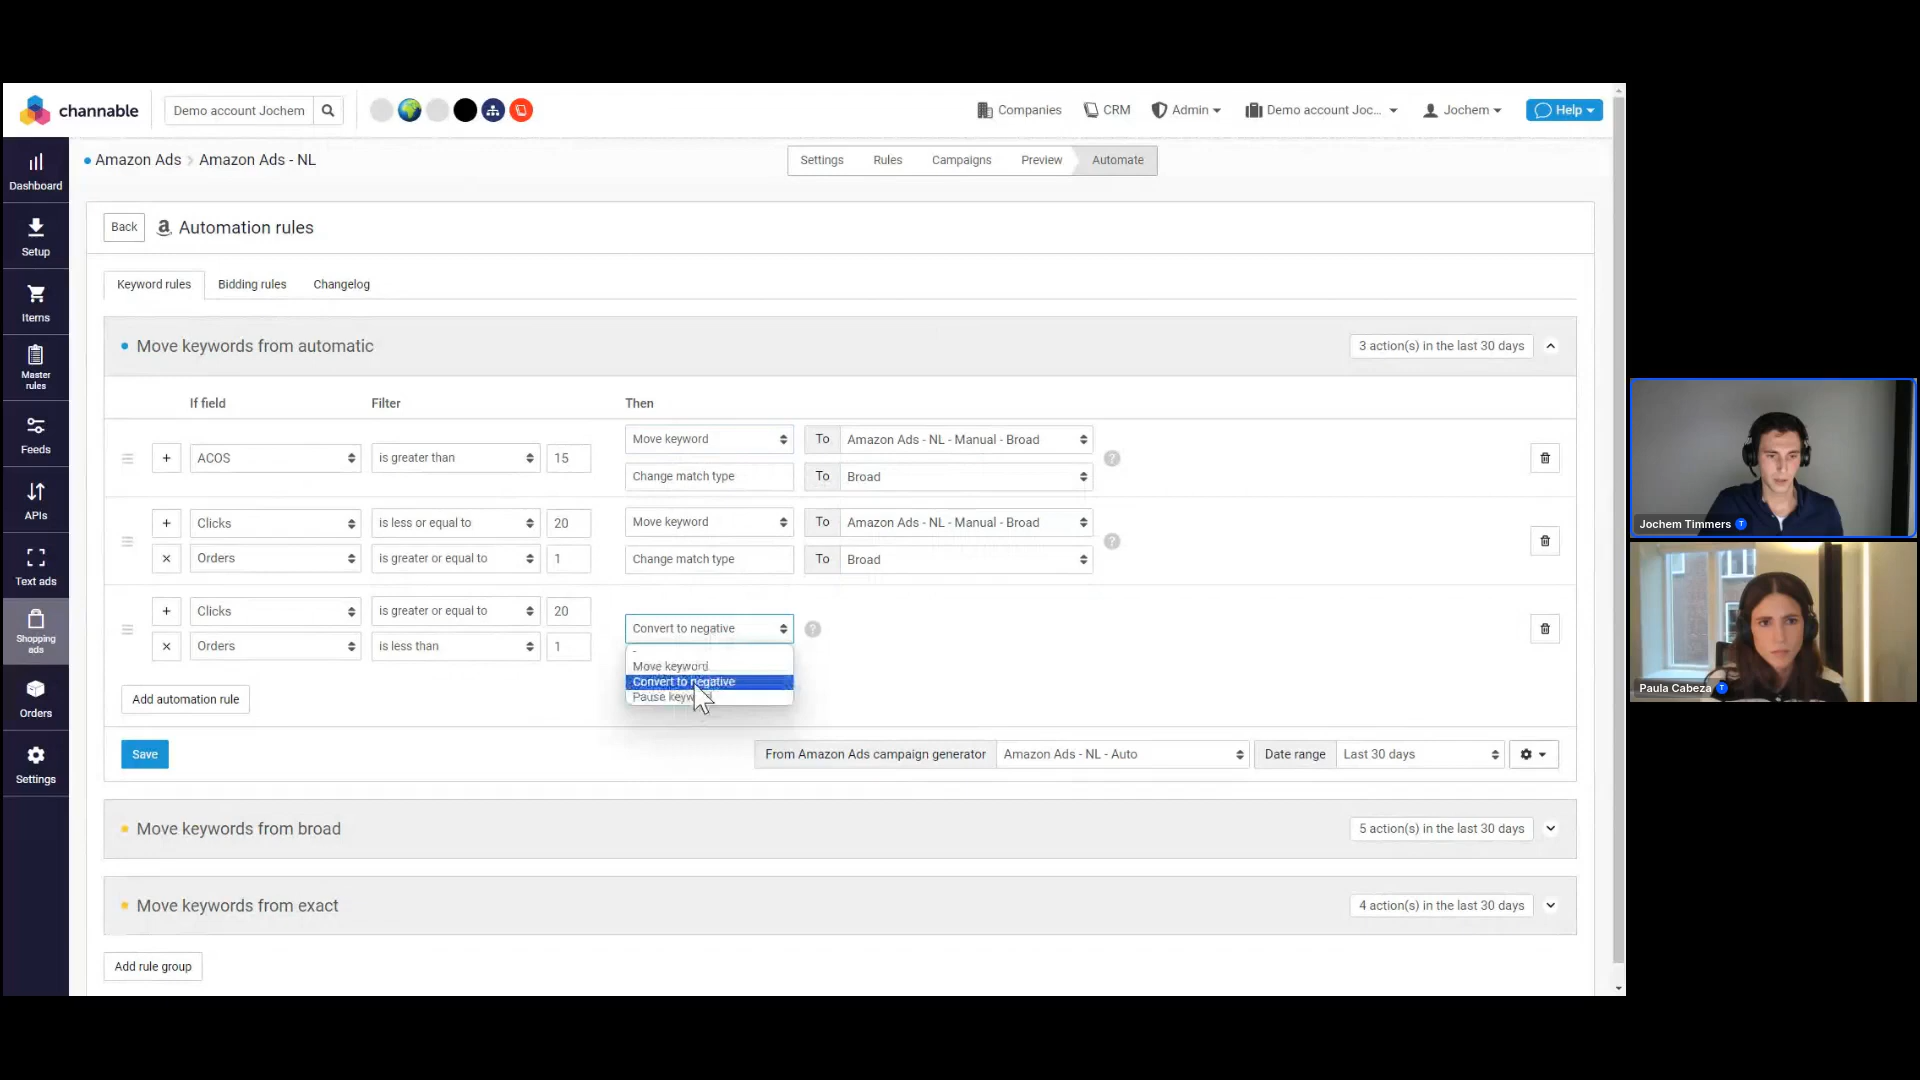 channable
Demo account Jochem
Companies
CRM
Admin
Demo account Joc...
Jochem
Help
Amazon Ads > Amazon Ads - NL
Settings
Rules
Campaigns
Preview
Automate
Dashboard
Setup
Items
Master rules
Feeds
APIs
Text ads
Shopping ads
Orders
Settings
Back
a Automation rules
Keyword rules
Bidding rules
Changelog
Move keywords from automatic
3 action(s) in the last 30 days
If field
Filter
Then
+ ACOS is greater than 15
Move keyword To Amazon Ads - NL - Manual - Broad
Change match type To Broad
?
+ Clicks is less or equal to 20
Move keyword To Amazon Ads - NL - Manual - Broad
× Orders is greater or equal to 1
Change match type To Broad
?
+ Clicks is greater or equal to 20
Convert to negative
?
× Orders is less than 1
-
Move keyword
Convert to negative
Pause keyword
Add automation rule
Save
From Amazon Ads campaign generator
Amazon Ads - NL - Auto
Date range
Last 30 days
Move keywords from broad
5 action(s) in the last 30 days
Move keywords from exact
4 action(s) in the last 30 days
Add rule group
Jochem Timmers T
Paula Cabeza T